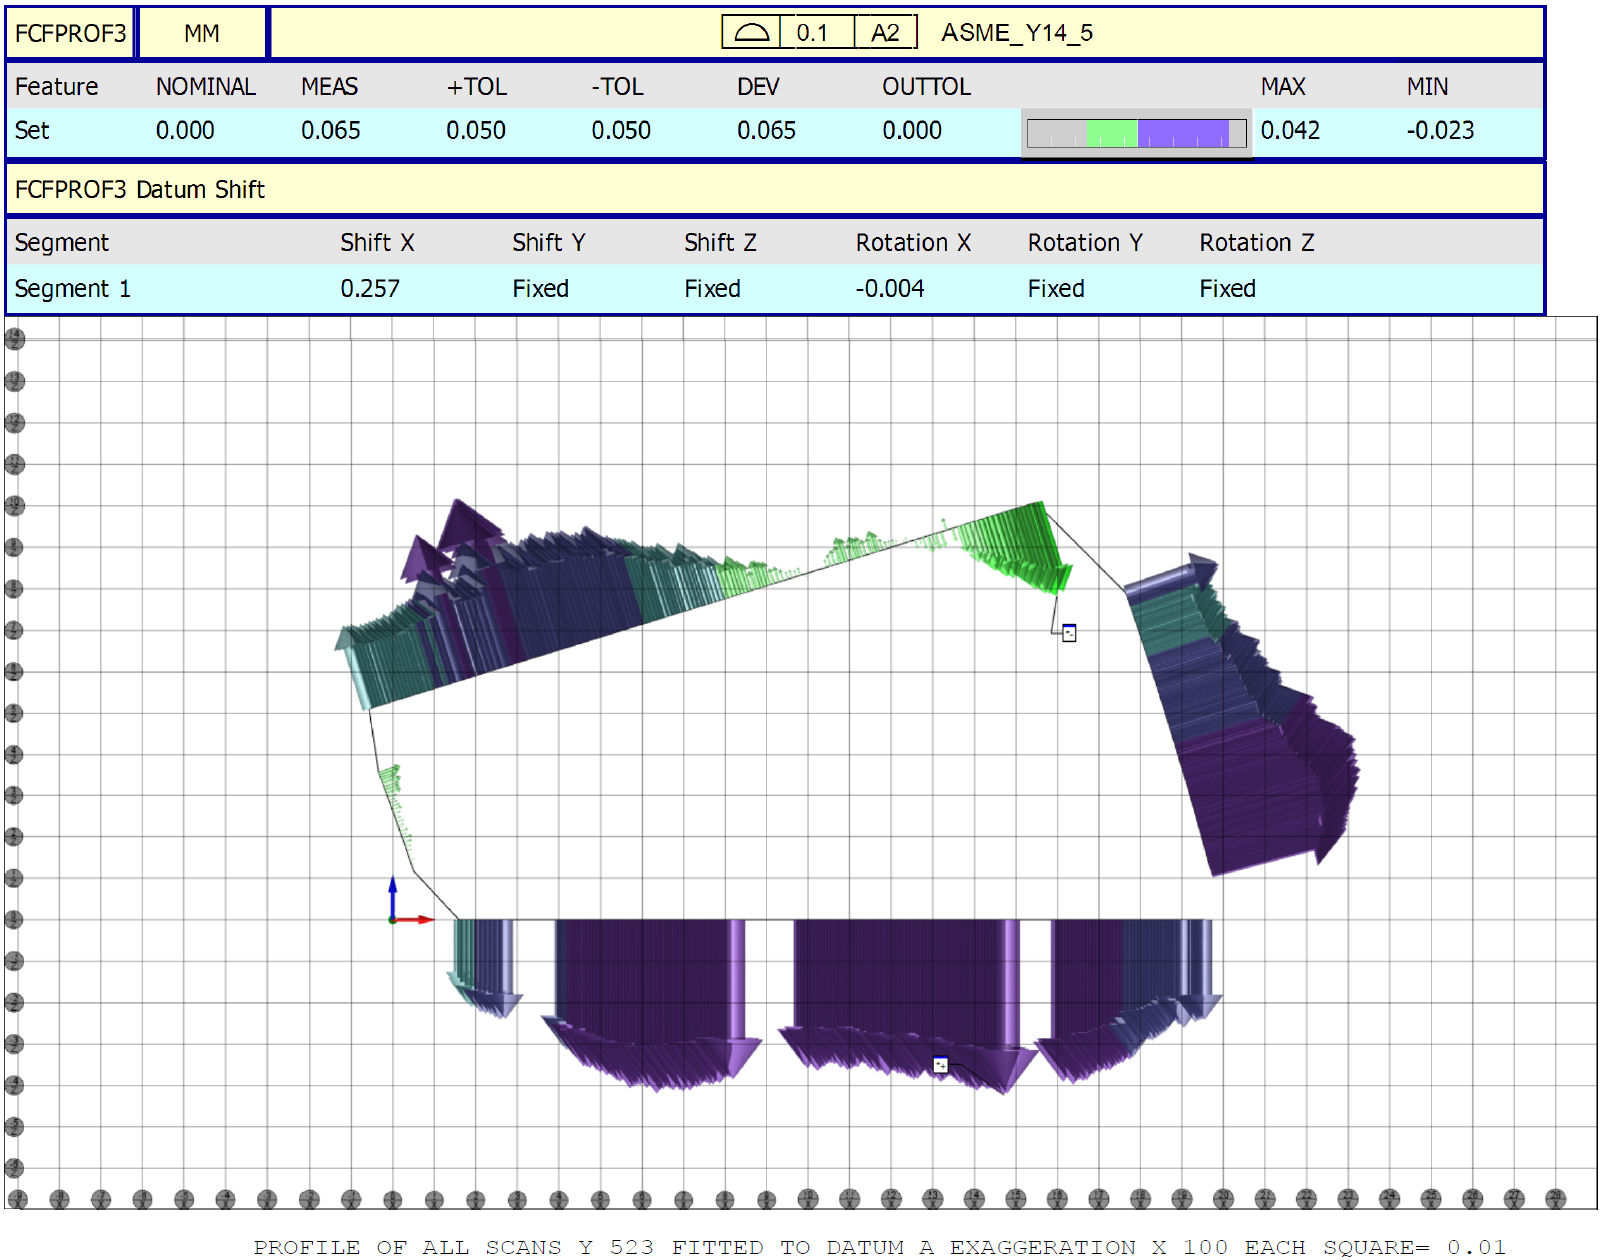 FCFPROF3 MM 0.1 A2 ASME_Y14_5
Feature NOMINAL MEAS +TOL -TOL DEV OUTTOL MAX MIN
Set 0.000 0.065 0.050 0.050 0.065 0.000 0.042 -0.023
FCFPROF3 Datum Shift
Segment Shift X Shift Y Shift Z Rotation X Rotation Y Rotation Z
Segment 1 0.257 Fixed Fixed -0.004 Fixed Fixed
PROFILE OF ALL SCANS Y 523 FITTED TO DATUM A EXAGGERATION X 100 EACH SQUARE= 0.01